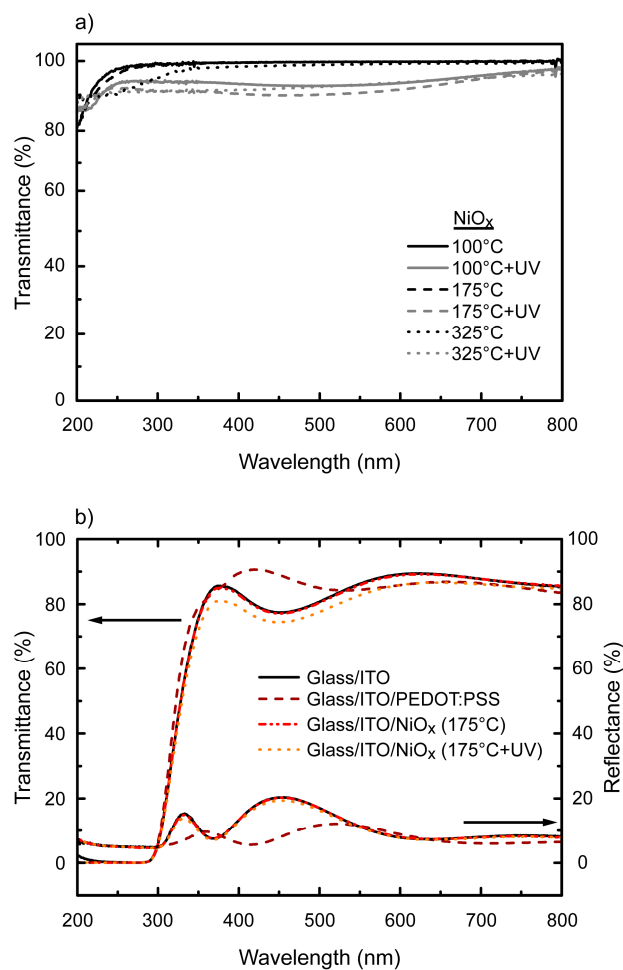 a)
100
80
60
40
20
0
Transmittance (%)
NiOₓ
100°C
100°C+UV
175°C
175°C+UV
325°C
325°C+UV
200 300 400 500 600 700 800
Wavelength (nm)
b)
100 100
80 80
60 60
40 40
20 20
0 0
Transmittance (%)
Reflectance (%)
Glass/ITO
Glass/ITO/PEDOT:PSS
Glass/ITO/NiOₓ (175°C)
Glass/ITO/NiOₓ (175°C+UV)
200 300 400 500 600 700 800
Wavelength (nm)